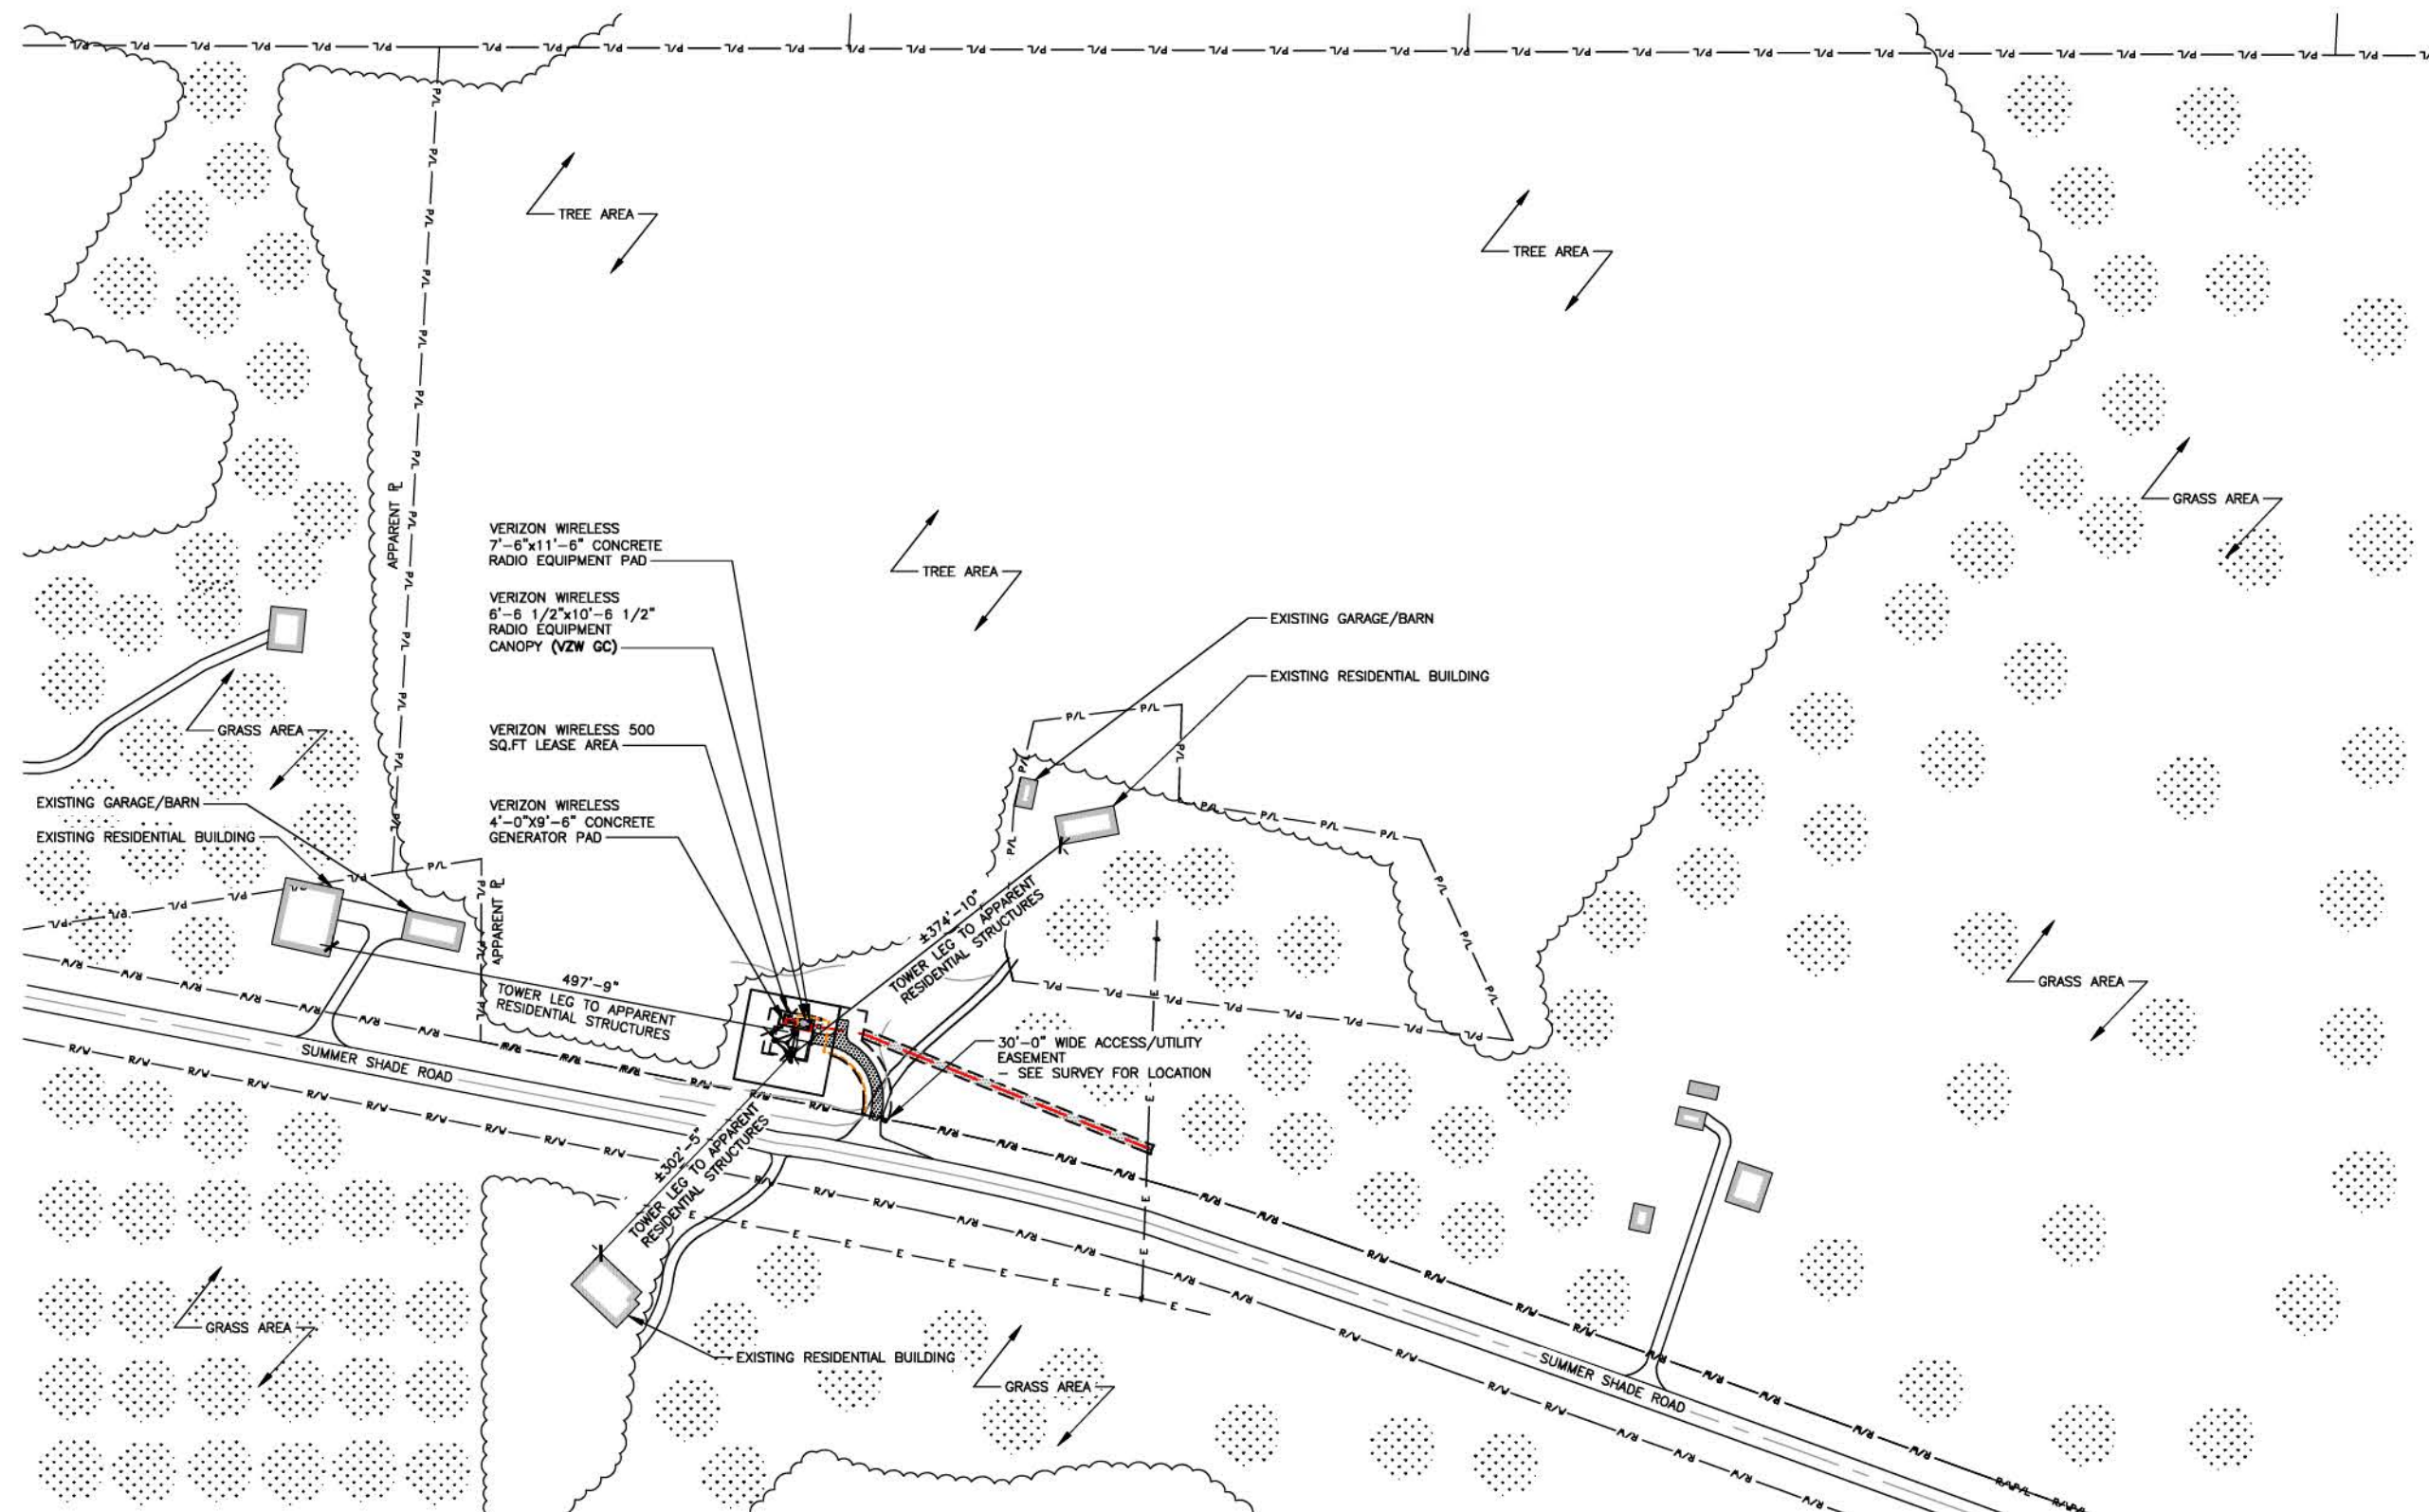 TREE AREA
TREE AREA
TREE AREA
APPARENT PL
VERIZON WIRELESS
7'-6"x11'-6" CONCRETE
RADIO EQUIPMENT PAD
VERIZON WIRELESS
6'-6 1/2"x10'-6 1/2"
RADIO EQUIPMENT
CANOPY (VZW GC)
VERIZON WIRELESS 500
SQ.FT LEASE AREA
VERIZON WIRELESS
4'-0"X9'-6" CONCRETE
GENERATOR PAD
EXISTING GARAGE/BARN
EXISTING RESIDENTIAL BUILDING
GRASS AREA
GRASS AREA
EXISTING GARAGE/BARN
EXISTING RESIDENTIAL BUILDING
APPARENT PL
497'-9"
TOWER LEG TO APPARENT
RESIDENTIAL STRUCTURES
±374'-10"
TOWER LEG TO APPARENT
RESIDENTIAL STRUCTURES
30'-0" WIDE ACCESS/UTILITY
EASEMENT
- SEE SURVEY FOR LOCATION
GRASS AREA
SUMMER SHADE ROAD
±302'-5"
TOWER LEG TO APPARENT
RESIDENTIAL STRUCTURES
GRASS AREA
EXISTING RESIDENTIAL BUILDING
GRASS AREA
SUMMER SHADE ROAD
P/L
R/W
E